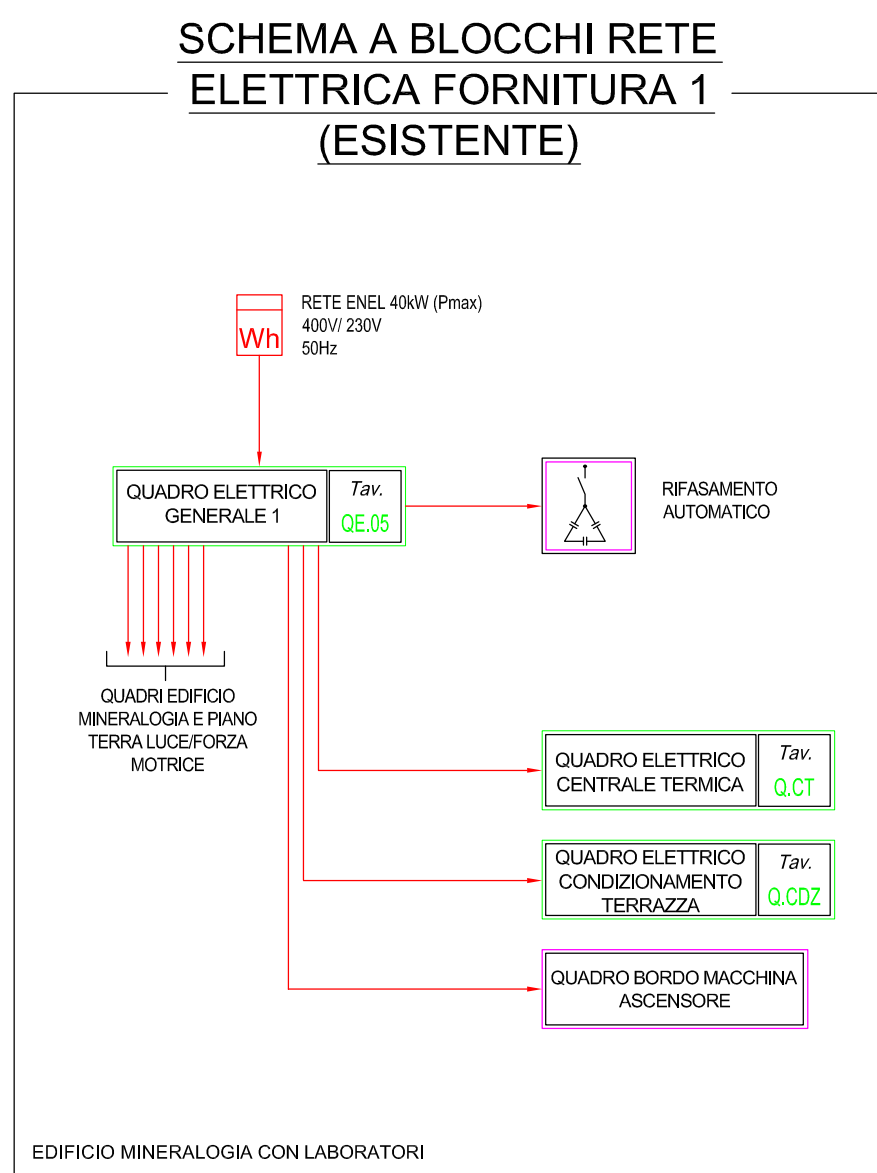 SCHEMA A BLOCCHI RETE
ELETTRICA FORNITURA 1
(ESISTENTE)
RETE ENEL 40kW (Pmax)
400V/ 230V
50Hz
Wh
QUADRO ELETTRICO
GENERALE 1
Tav.
QE.05
RIFASAMENTO
AUTOMATICO
QUADRI EDIFICIO
MINERALOGIA E PIANO
TERRA LUCE/FORZA
MOTRICE
QUADRO ELETTRICO
CENTRALE TERMICA
Tav.
Q.CT
QUADRO ELETTRICO
CONDIZIONAMENTO
TERRAZZA
Tav.
Q.CDZ
QUADRO BORDO MACCHINA
ASCENSORE
EDIFICIO MINERALOGIA CON LABORATORI